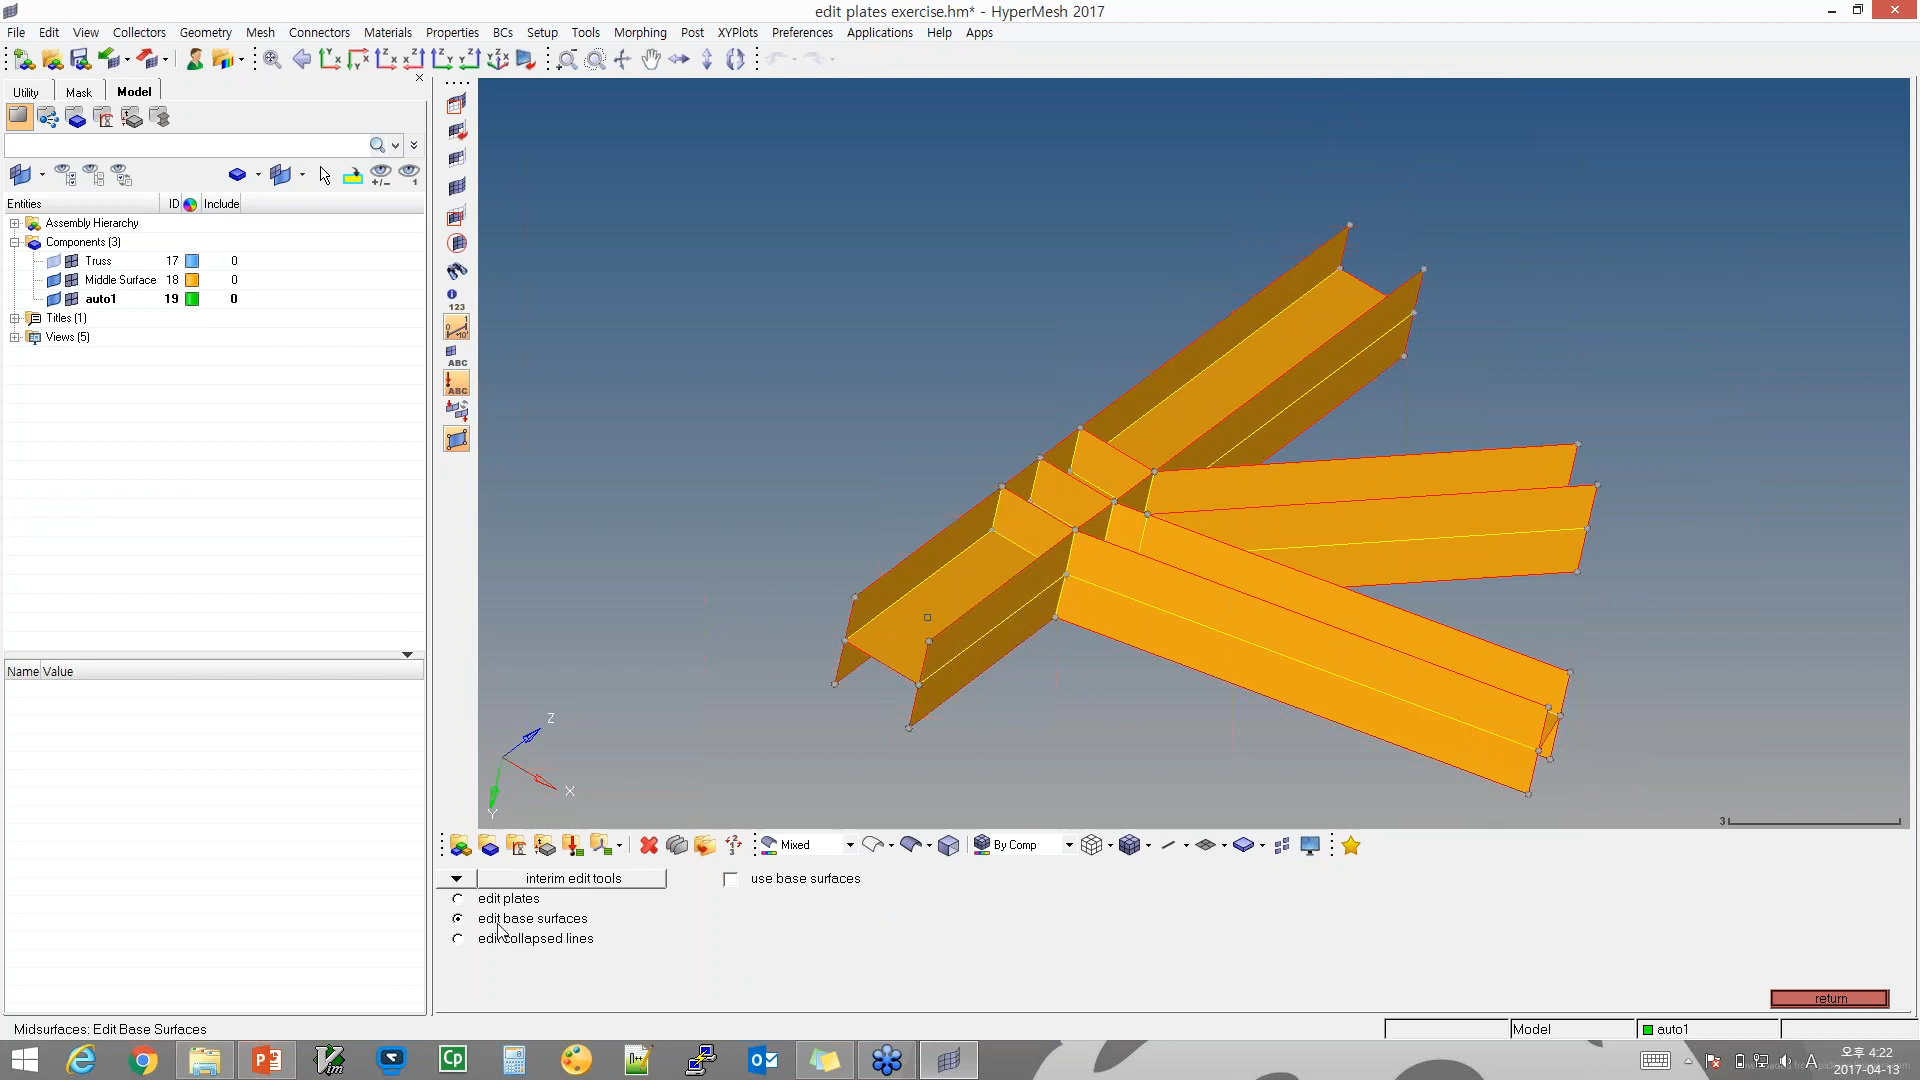 edit plates exercise.hm* - HyperMesh 2017
File Edit View Collectors Geometry Mesh Connectors Materials Properties BCs Setup Tools Morphing Post XYPlots Preferences Applications Help Apps
Utility Mask Model
Entities ID Include
Assembly Hierarchy
Components (3)
Truss 17 0
Middle Surface 18 0
auto1 19 0
Titles (1)
Views (5)
123
ABC
ABC
Name Value
Z
X
Y
3
Mixed By Comp
interim edit tools use base surfaces
edit plates
edit base surfaces
edit collapsed lines
return
Midsurfaces: Edit Base Surfaces Model auto1
A 오후 4:22
2017-04-13